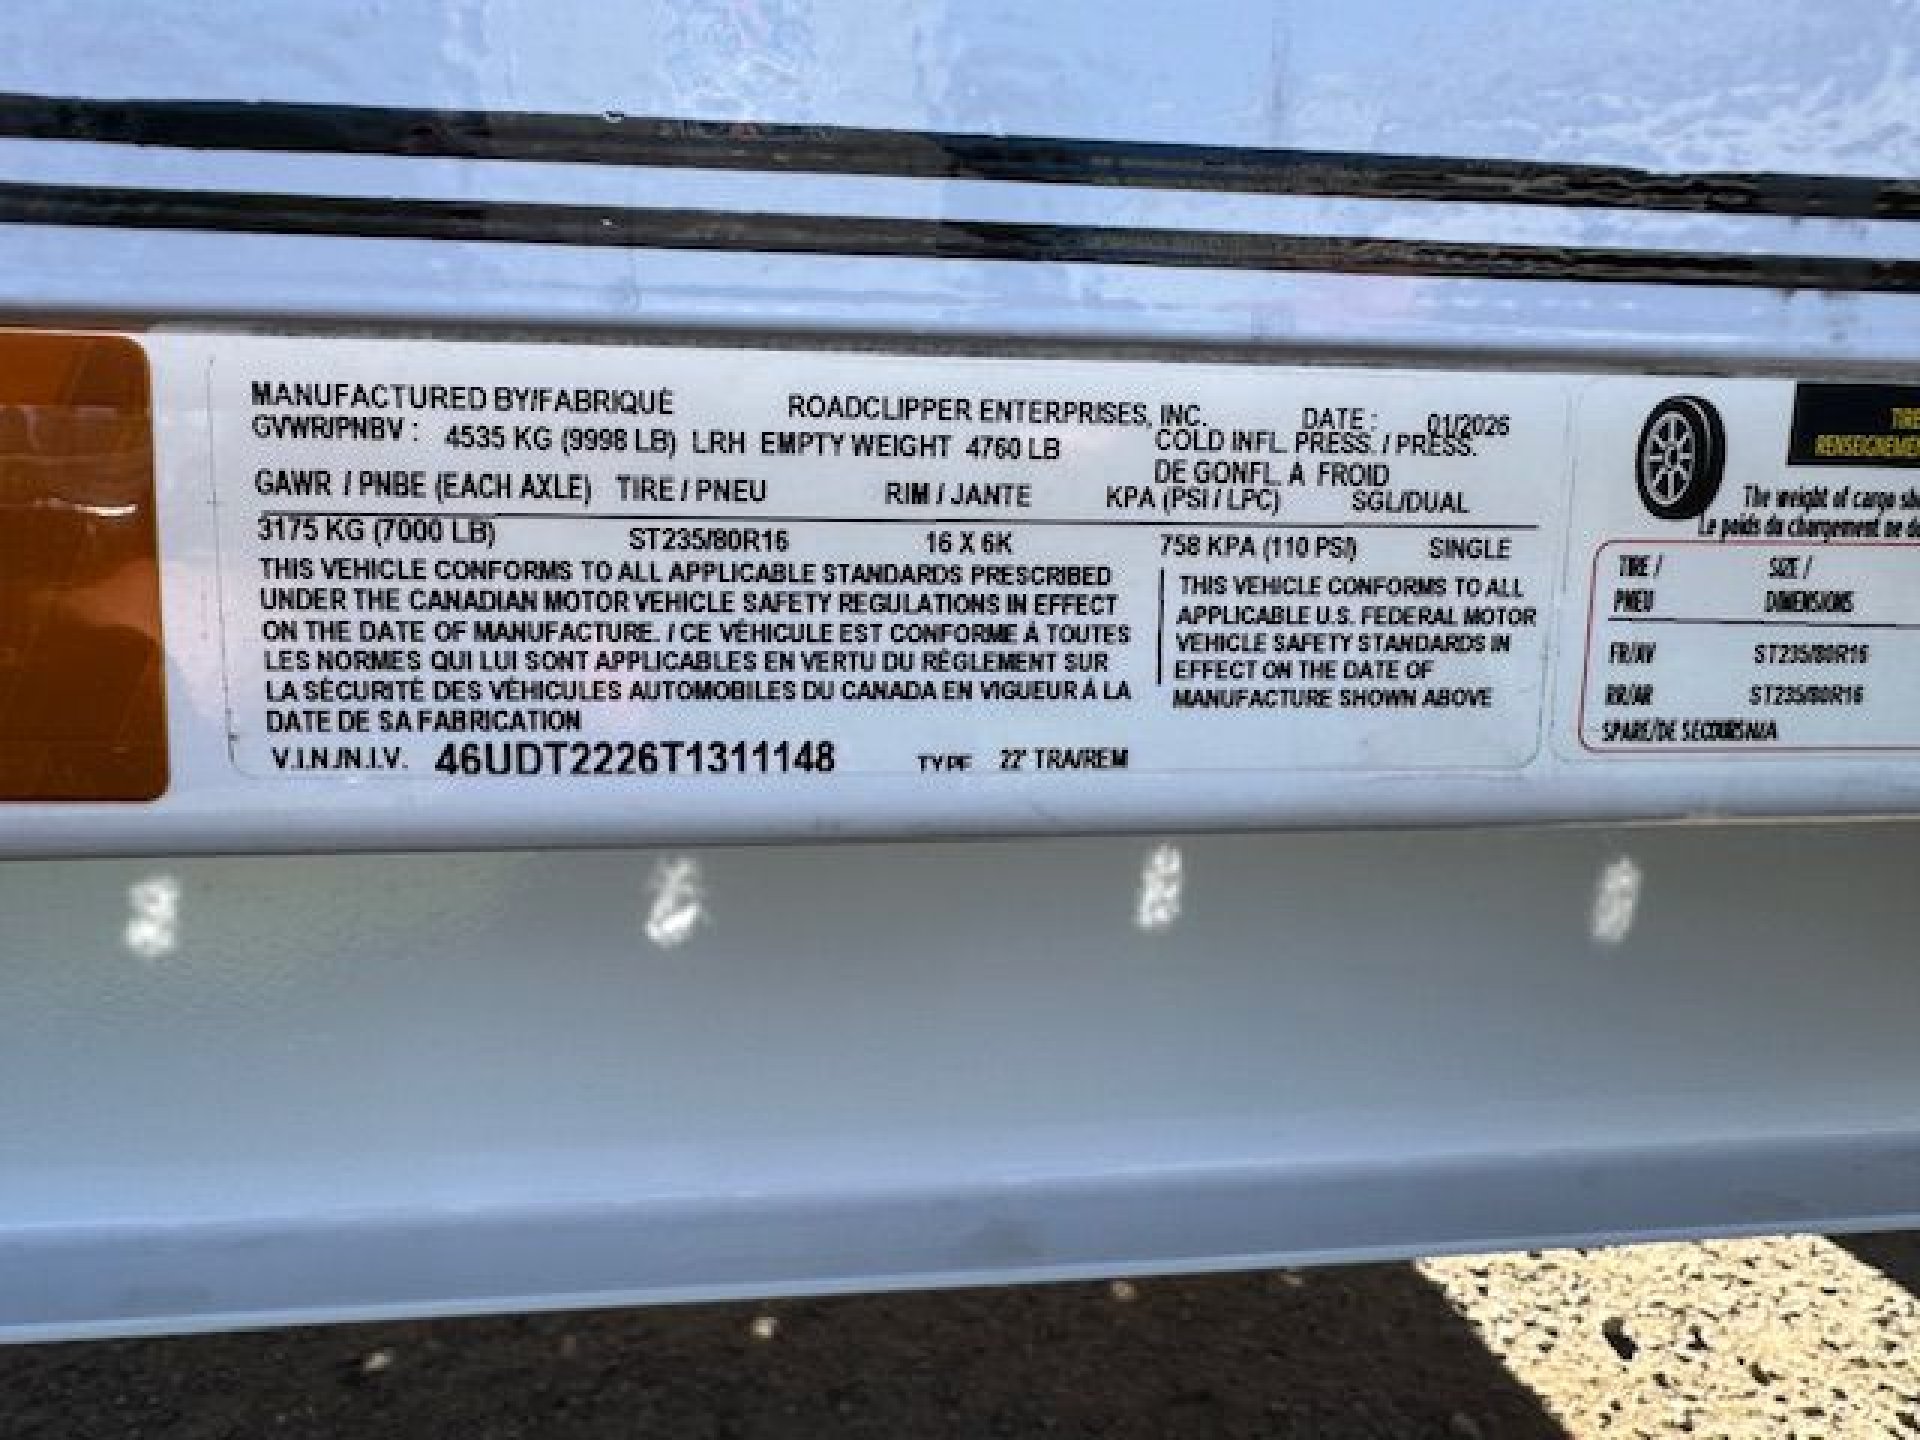 MANUFACTURED BY/FABRIQUÉ ROADCLIPPER ENTERPRISES, INC. DATE : 01/2026
GVWR/PNBV : 4535 KG (9998 LB) LRH EMPTY WEIGHT 4760 LB COLD INFL. PRESS. / PRESS.
DE GONFL. A FROID
GAWR / PNBE (EACH AXLE) TIRE / PNEU RIM / JANTE KPA (PSI / LPC) SGL/DUAL
3175 KG (7000 LB) ST235/80R16 16 X 6K 758 KPA (110 PSI) SINGLE
THIS VEHICLE CONFORMS TO ALL APPLICABLE STANDARDS PRESCRIBED
UNDER THE CANADIAN MOTOR VEHICLE SAFETY REGULATIONS IN EFFECT
ON THE DATE OF MANUFACTURE. / CE VÉHICULE EST CONFORME À TOUTES
LES NORMES QUI LUI SONT APPLICABLES EN VERTU DU RÈGLEMENT SUR
LA SÉCURITÉ DES VÉHICULES AUTOMOBILES DU CANADA EN VIGUEUR À LA
DATE DE SA FABRICATION
THIS VEHICLE CONFORMS TO ALL
APPLICABLE U.S. FEDERAL MOTOR
VEHICLE SAFETY STANDARDS IN
EFFECT ON THE DATE OF
MANUFACTURE SHOWN ABOVE
V.I.N./N.I.V. 46UDT2226T1311148 TYPE 22' TRA/REM
TIRE
The weight of cargo
Le poids du chargement ne
TIRE / SIZE /
PNEU DIMENSIONS
FR/AV ST235/80R16
RR/AR ST235/80R16
SPARE/DE SECOURS N/A